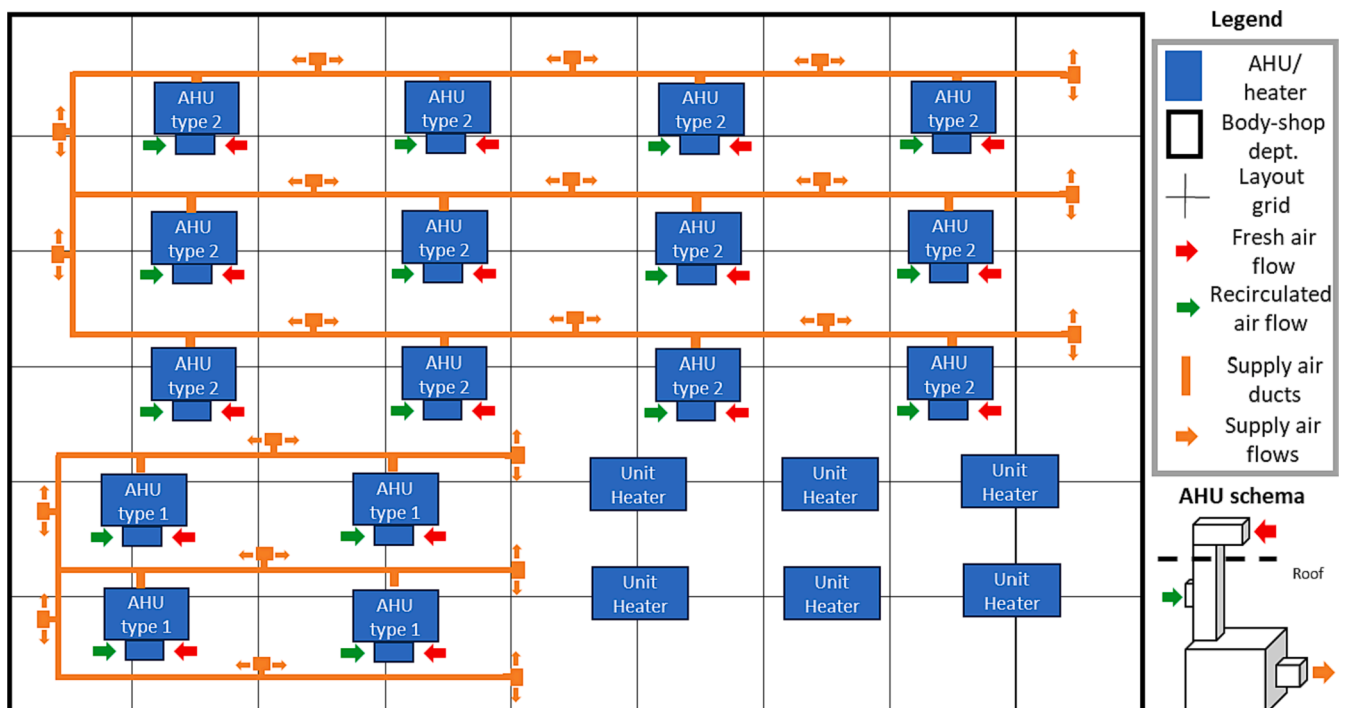 Legend
AHU/
heater
Body-shop
dept.
Layout
grid
Fresh air
flow
Recirculated
air flow
Supply air
ducts
Supply air
flows
AHU schema
Roof
AHU
type 2
AHU
type 2
AHU
type 2
AHU
type 2
AHU
type 2
AHU
type 2
AHU
type 2
AHU
type 2
AHU
type 2
AHU
type 2
AHU
type 2
AHU
type 2
AHU
type 1
AHU
type 1
Unit
Heater
Unit
Heater
Unit
Heater
AHU
type 1
AHU
type 1
Unit
Heater
Unit
Heater
Unit
Heater